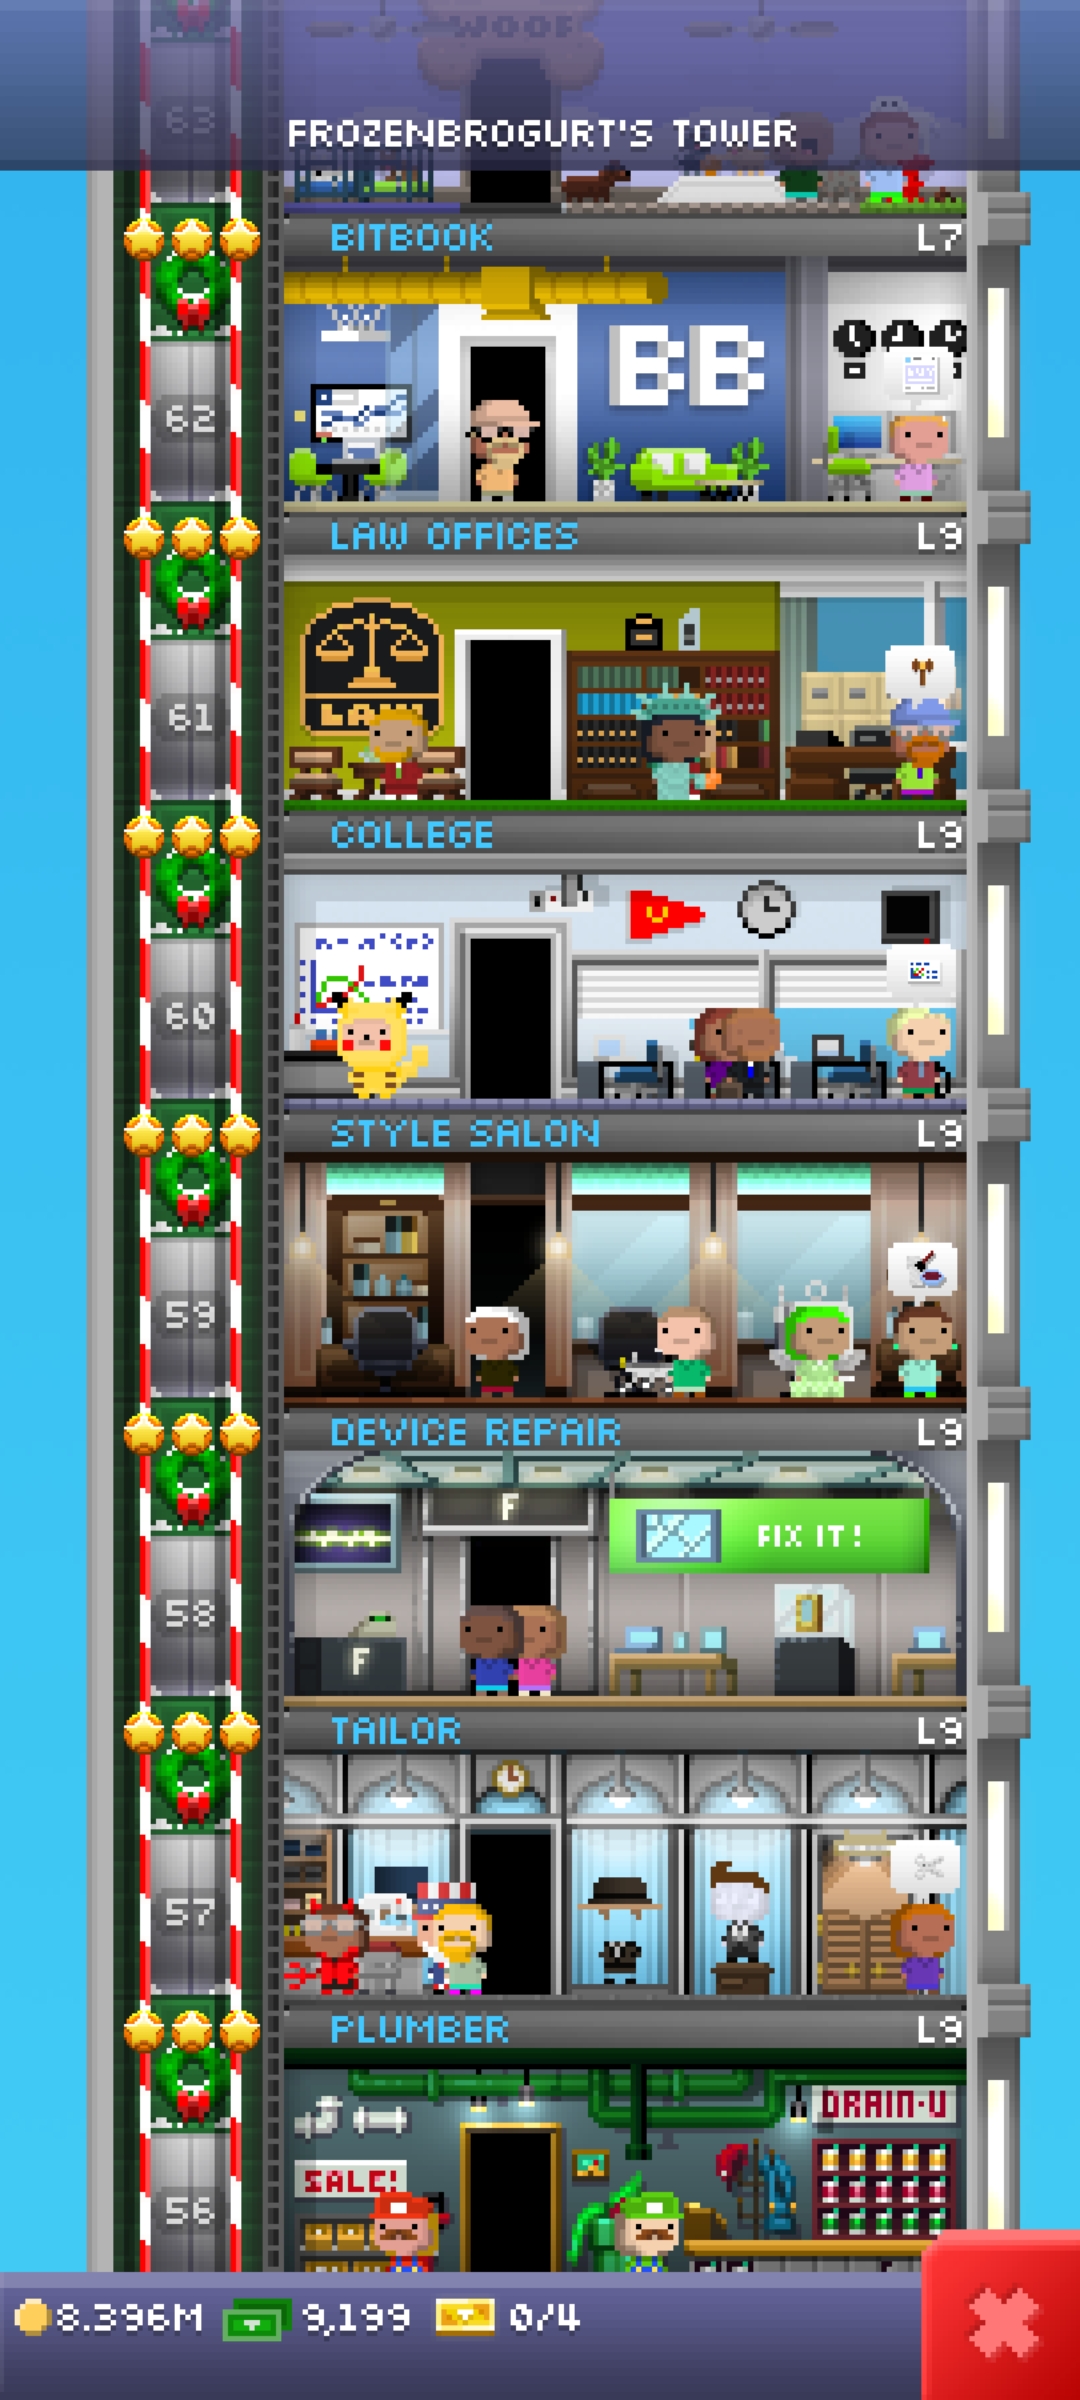 WOOF
63
FROZENBROGURT'S TOWER
BITBOOK L7
BB
62
LAW OFFICES L9
LAW
61
COLLEGE L9
U
60
STYLE SALON L9
59
DEVICE REPAIR L9
F
FIX IT!
58
F
TAILOR L9
57
PLUMBER L9
DRAIN-U
SALE!
56
8.396M 9,199 0/4